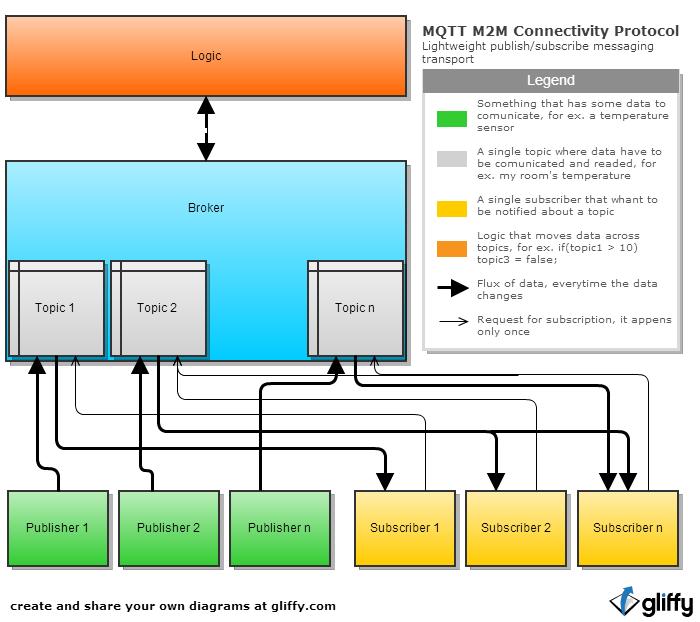 MQTT M2M Connectivity Protocol
Lightweight publish/subscribe messaging
transport
Legend
Something that has some data to
comunicate, for ex. a temperature
sensor
A single topic where data have to
be comunicated and readed, for
ex. my room's temperature
A single subscriber that whant to
be notified about a topic
Logic that moves data across
topics, for ex. if(topic1 > 10)
topic3 = false;
Flux of data, everytime the data
changes
Request for subscription, it appens
only once
Logic
Broker
Topic 1
Topic 2
Topic n
Publisher 1
Publisher 2
Publisher n
Subscriber 1
Subscriber 2
Subscriber n
create and share your own diagrams at gliffy.com
gliffy